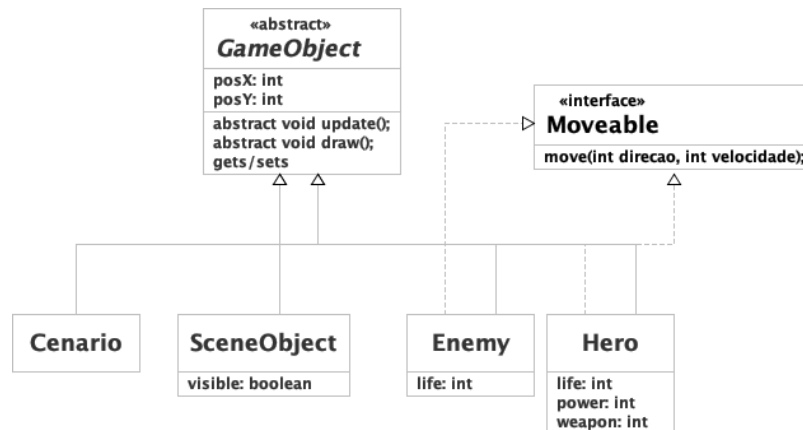 «abstract»
GameObject
posX: int
posY: int
abstract void update();
abstract void draw();
gets/sets
«interface»
Moveable
move(int direcao, int velocidade);
Cenario
SceneObject
visible: boolean
Enemy
life: int
Hero
life: int
power: int
weapon: int